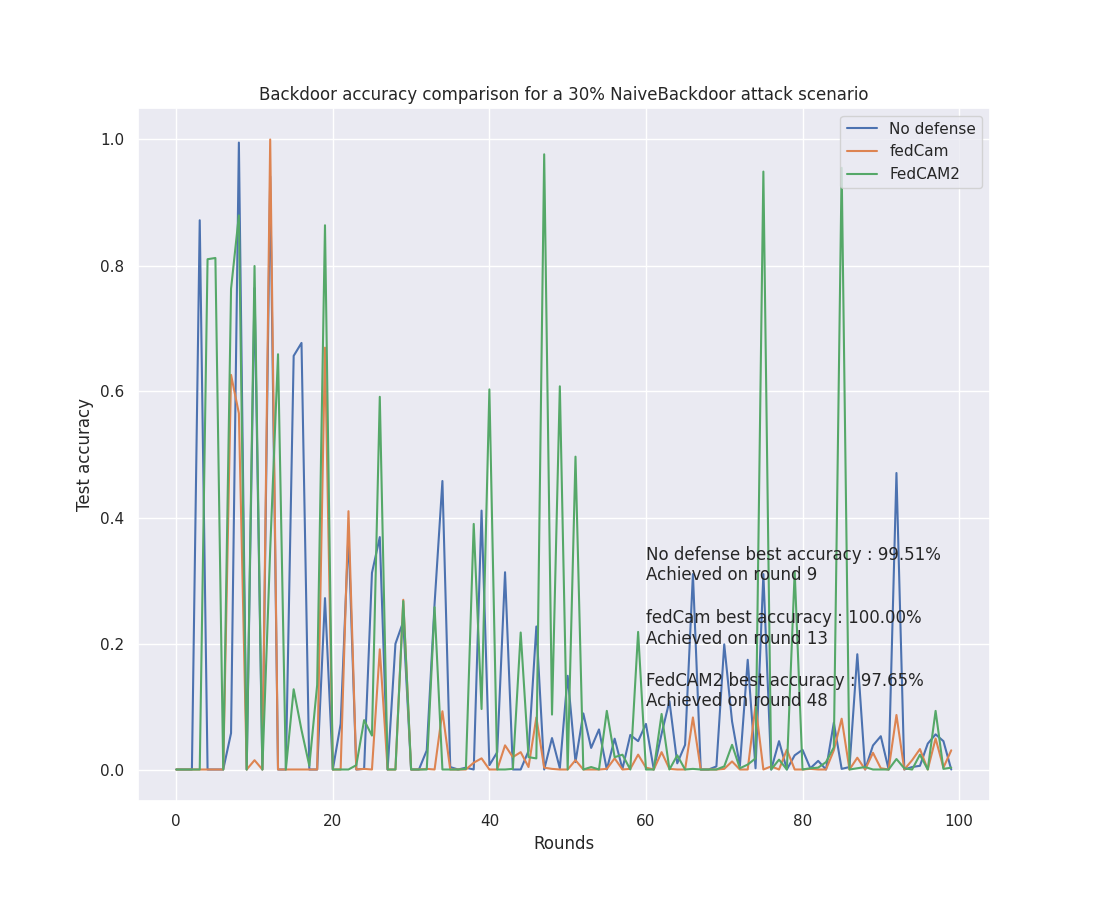 Backdoor accuracy comparison for a 30% NaiveBackdoor attack scenario
No defense
fedCam
FedCAM2
1.0
0.8
0.6
0.4
0.2
0.0
Test accuracy
No defense best accuracy : 99.51%
Achieved on round 9
fedCam best accuracy : 100.00%
Achieved on round 13
FedCAM2 best accuracy : 97.65%
Achieved on round 48
0 20 40 60 80 100
Rounds